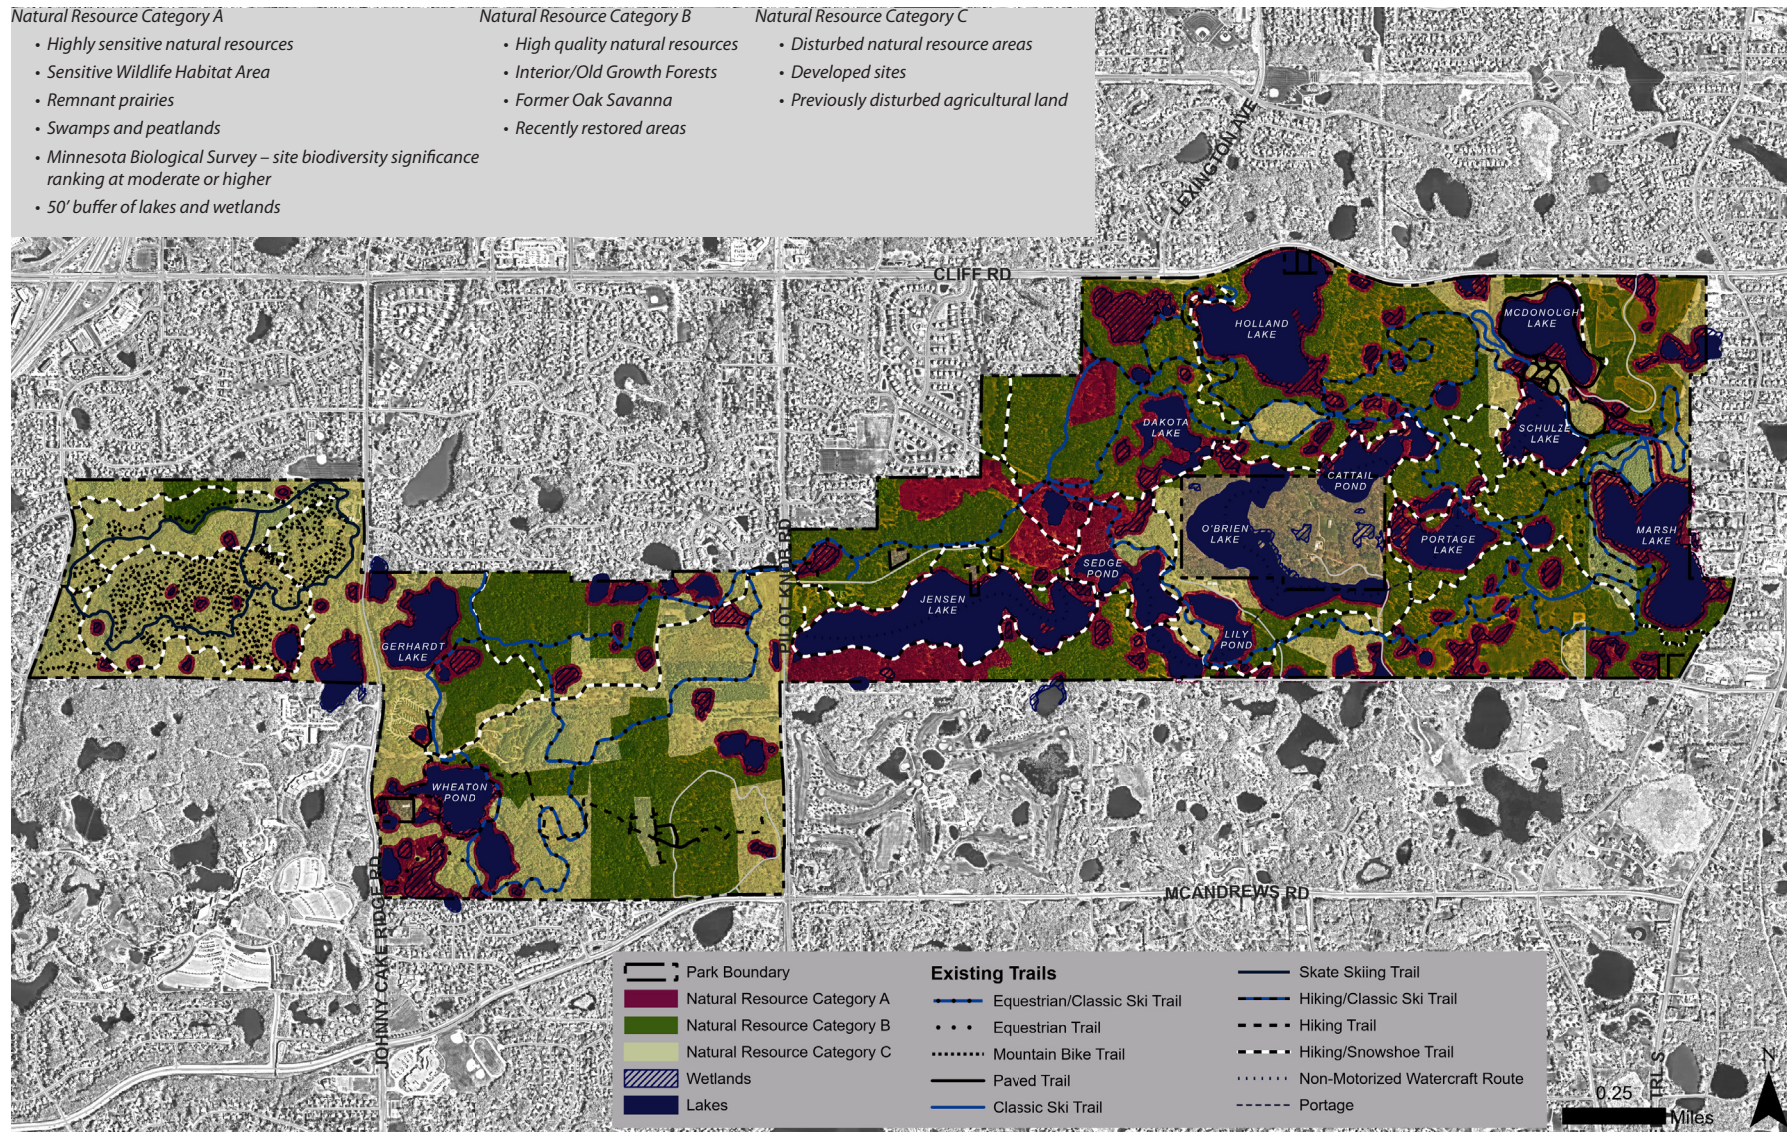 Natural Resource Category A
• Highly sensitive natural resources
• Sensitive Wildlife Habitat Area
• Remnant prairies
• Swamps and peatlands
• Minnesota Biological Survey – site biodiversity significance
ranking at moderate or higher
• 50' buffer of lakes and wetlands
Natural Resource Category B
• High quality natural resources
• Interior/Old Growth Forests
• Former Oak Savanna
• Recently restored areas
Natural Resource Category C
• Disturbed natural resource areas
• Developed sites
• Previously disturbed agricultural land
LEXINGTON AVE
CLIFF RD
HOLLAND
LAKE
MCDONOUGH
LAKE
DAKOTA
LAKE
SCHULZE
LAKE
CATTAIL
POND
O'BRIEN
LAKE
PORTAGE
LAKE
MARSH
LAKE
SEDGE
POND
JENSEN
LAKE
LILY
POND
GERHARDT
LAKE
WHEATON
POND
PILOT KNOB RD
JOHNNY CAKE RIDGE RD
MCANDREWS RD
TRL S
Park Boundary
Natural Resource Category A
Natural Resource Category B
Natural Resource Category C
Wetlands
Lakes
Existing Trails
Equestrian/Classic Ski Trail
Equestrian Trail
Mountain Bike Trail
Paved Trail
Classic Ski Trail
Skate Skiing Trail
Hiking/Classic Ski Trail
Hiking Trail
Hiking/Snowshoe Trail
Non-Motorized Watercraft Route
Portage
0.25
Miles
N